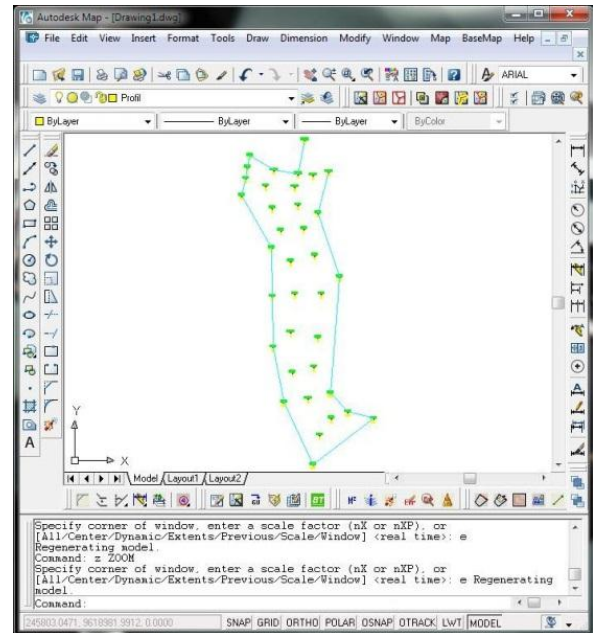 Autodesk Map - [Drawing1.dwg]
File Edit View Insert Format Tools Draw Dimension Modify Window Map BaseMap Help
ARIAL
Profil
ByLayer ByLayer ByLayer ByColor
Y
X
Model Layout1 Layout2
BT
Specify corner of window, enter a scale factor (nX or nXP), or
[All/Center/Dynamic/Extents/Previous/Scale/Window] <real time>: e
Regenerating model.
Command: z ZOOM
Specify corner of window, enter a scale factor (nX or nXP), or
[All/Center/Dynamic/Extents/Previous/Scale/Window] <real time>: e Regenerating
model.
Command:
245803.0471, 9618981.9912, 0.0000 SNAP GRID ORTHO POLAR OSNAP OTRACK LWT MODEL